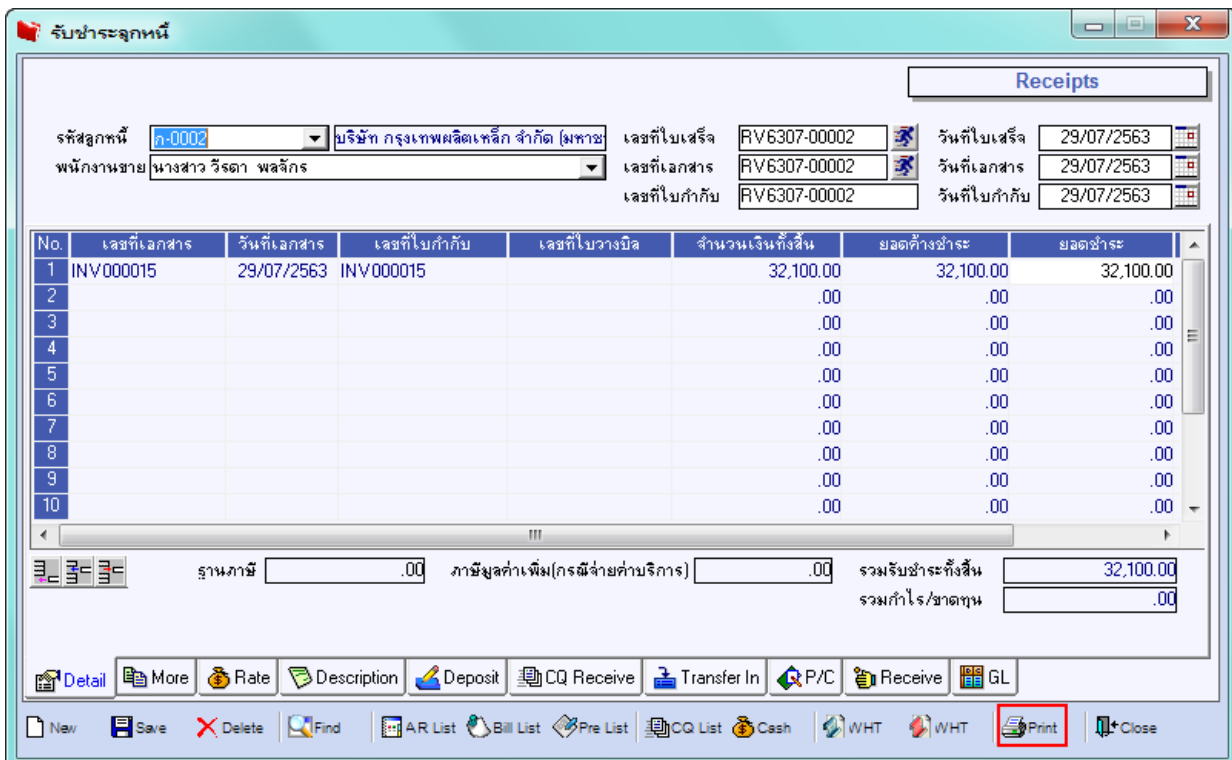 รับชำระลูกหนี้
Receipts
รหัสลูกหนี้ ก-0002 บริษัท กรุงเทพผลิตเหล็ก จำกัด (มหาช เลขที่ใบเสร็จ RV6307-00002 วันที่ใบเสร็จ 29/07/2563
พนักงานขาย นางสาว วีรดา พลจักร เลขที่เอกสาร RV6307-00002 วันที่เอกสาร 29/07/2563
เลขที่ใบกำกับ RV6307-00002 วันที่ใบกำกับ 29/07/2563
No. เลขที่เอกสาร วันที่เอกสาร เลขที่ใบกำกับ เลขที่ใบวางบิล จำนวนเงินทั้งสิ้น ยอดค้างชำระ ยอดชำระ
1 INV000015 29/07/2563 INV000015 32,100.00 32,100.00 32,100.00
2 .00 .00 .00
3 .00 .00 .00
4 .00 .00 .00
5 .00 .00 .00
6 .00 .00 .00
7 .00 .00 .00
8 .00 .00 .00
9 .00 .00 .00
10 .00 .00 .00
ฐานภาษี .00 ภาษีมูลค่าเพิ่ม(กรณีจ่ายค่าบริการ) .00 รวมรับชำระทั้งสิ้น 32,100.00
รวมกำไร/ขาดทุน .00
Detail More Rate Description Deposit CQ Receive Transfer In P/C Receive GL
New Save Delete Find AR List Bill List Pre List CQ List Cash WHT WHT Print Close